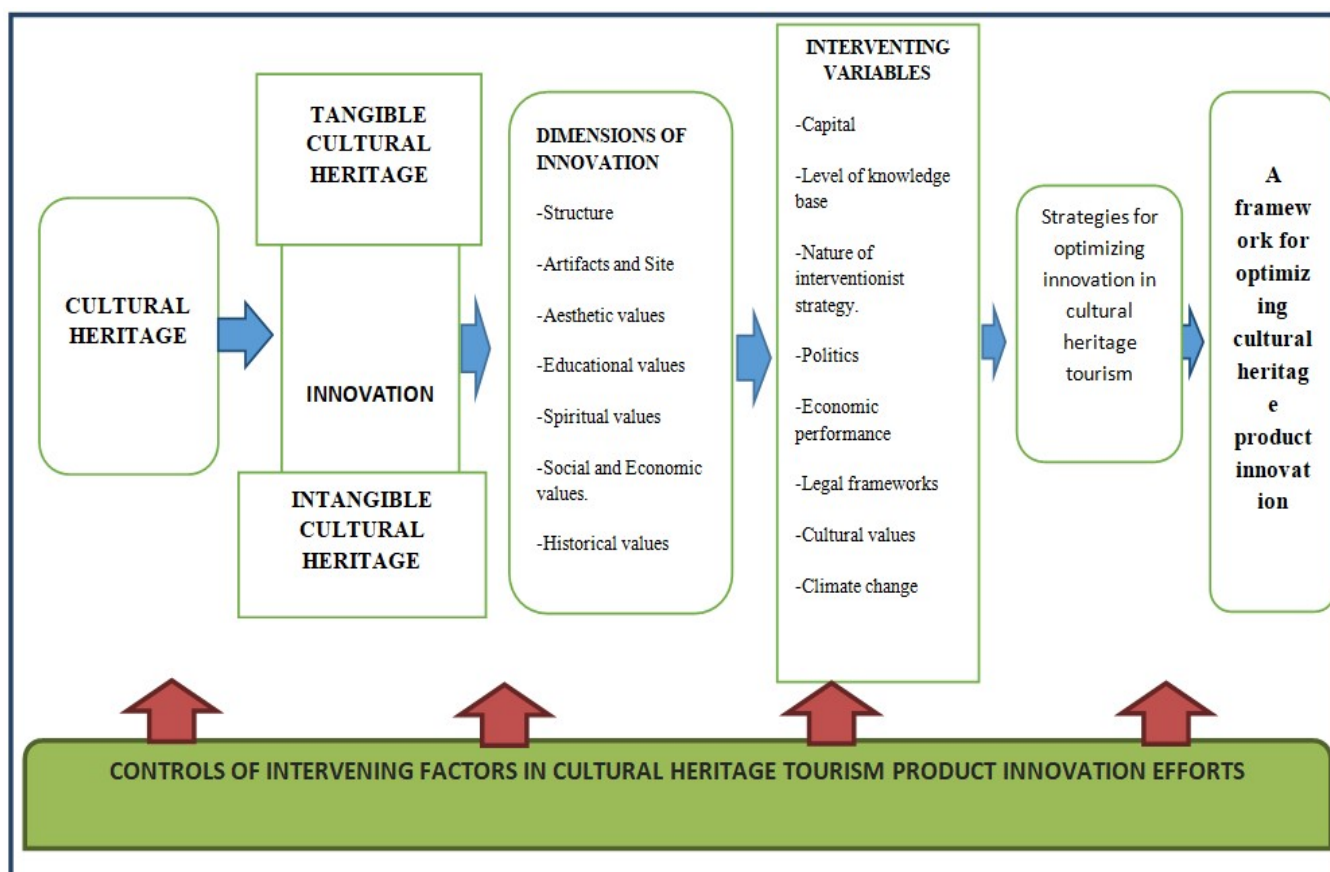 CULTURAL
HERITAGE
TANGIBLE
CULTURAL
HERITAGE
INNOVATION
INTANGIBLE
CULTURAL
HERITAGE
DIMENSIONS OF
INNOVATION
-Structure
-Artifacts and Site
-Aesthetic values
-Educational values
-Spiritual values
-Social and Economic
values.
-Historical values
INTERVENTING
VARIABLES
-Capital
-Level of knowledge
base
-Nature of
interventionist
strategy.
-Politics
-Economic
performance
-Legal frameworks
-Cultural values
-Climate change
Strategies for
optimizing
innovation in
cultural
heritage
tourism
A
framew
ork for
optimiz
ing
cultural
heritag
e
product
innovat
ion
CONTROLS OF INTERVENING FACTORS IN CULTURAL HERITAGE TOURISM PRODUCT INNOVATION EFFORTS